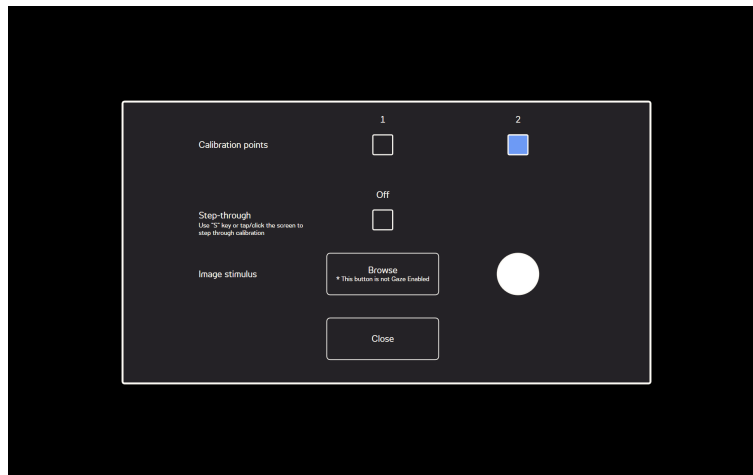 1
2
Calibration points
Off
Step-through
Use "S" key or tap/click the screen to
step through calibration
Image stimulus
Browse
* This button is not Gaze Enabled
Close